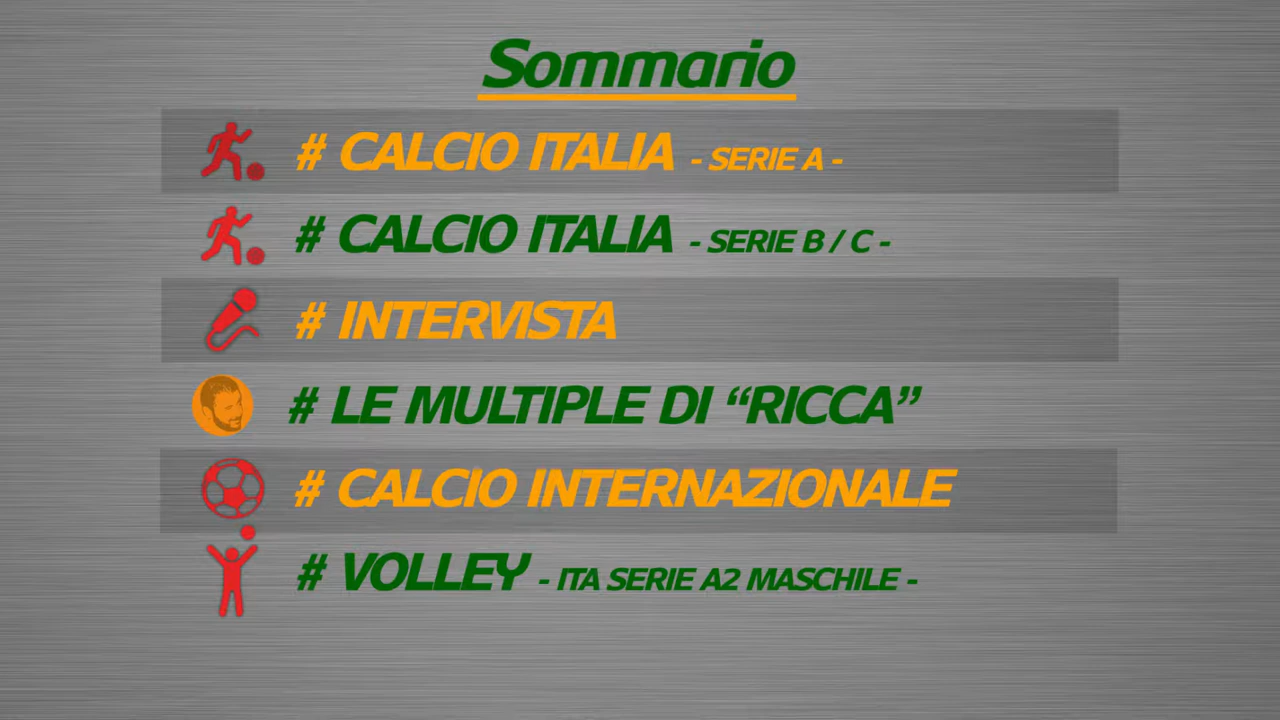 Sommario
# CALCIO ITALIA - SERIE A -
# CALCIO ITALIA - SERIE B / C -
# INTERVISTA
# LE MULTIPLE DI “RICCA”
# CALCIO INTERNAZIONALE
# VOLLEY - ITA SERIE A2 MASCHILE -